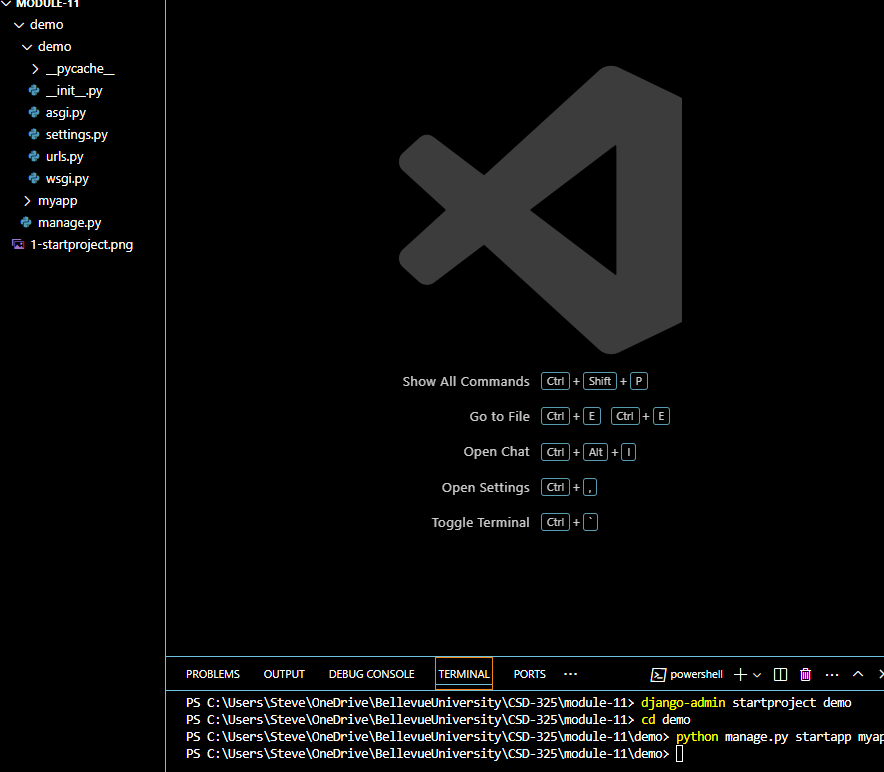 MODULE-11
demo
demo
__pycache__
__init__.py
asgi.py
settings.py
urls.py
wsgi.py
myapp
manage.py
1-startproject.png
Show All Commands Ctrl + Shift + P
Go to File Ctrl + E Ctrl + E
Open Chat Ctrl + Alt + I
Open Settings Ctrl + ,
Toggle Terminal Ctrl + `
PROBLEMS OUTPUT DEBUG CONSOLE TERMINAL PORTS ··· powershell
PS C:\Users\Steve\OneDrive\BellevueUniversity\CSD-325\module-11> django-admin startproject demo
PS C:\Users\Steve\OneDrive\BellevueUniversity\CSD-325\module-11> cd demo
PS C:\Users\Steve\OneDrive\BellevueUniversity\CSD-325\module-11\demo> python manage.py startapp myap
PS C:\Users\Steve\OneDrive\BellevueUniversity\CSD-325\module-11\demo>